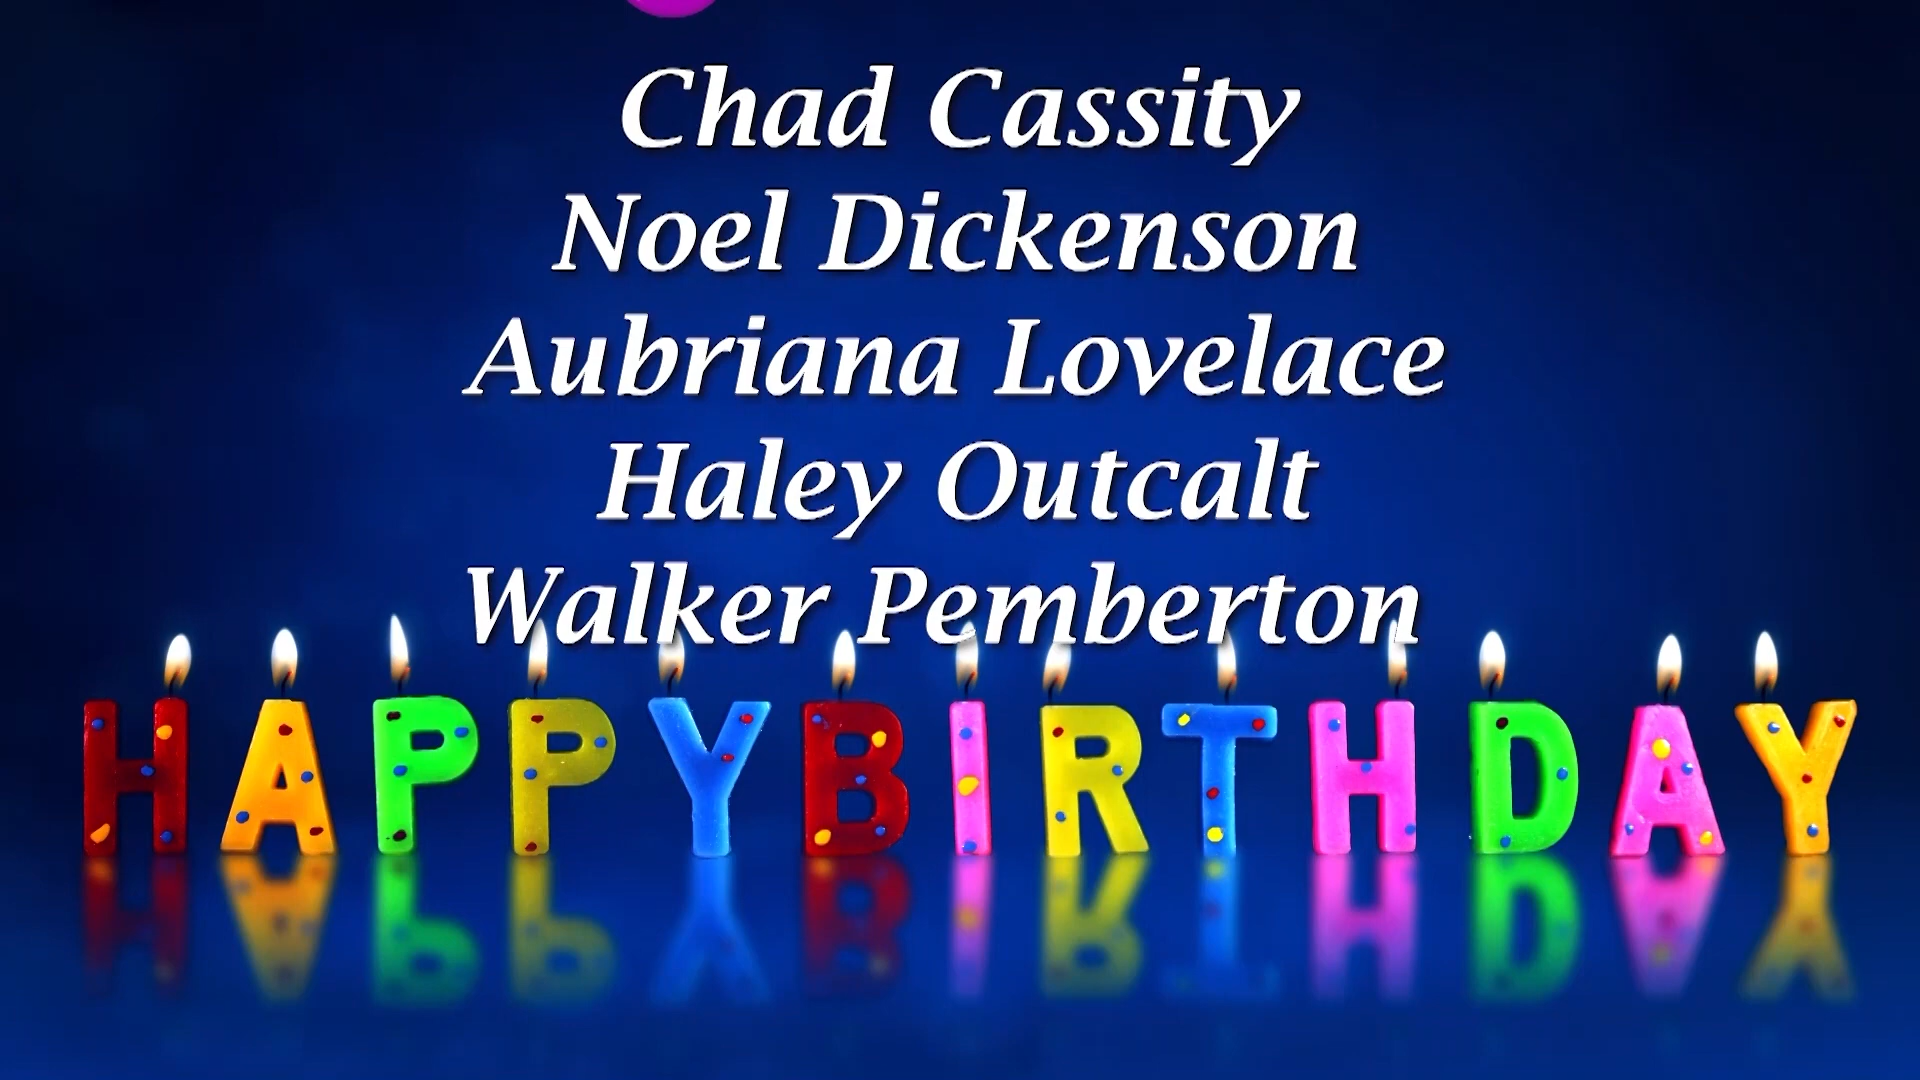 Chad Cassity
Noel Dickenson
Aubriana Lovelace
Haley Outcalt
Walker Pemberton
HAPPYBIRTHDAY